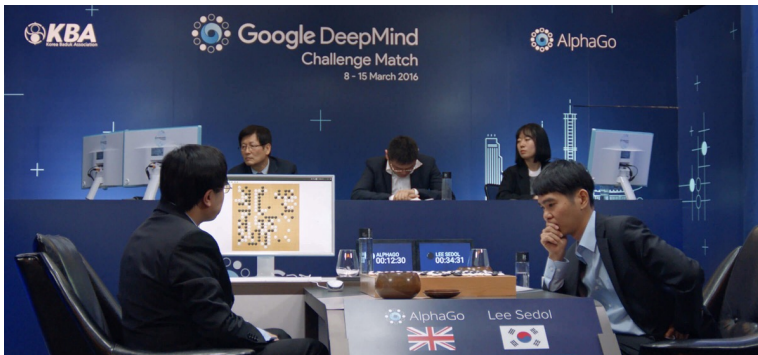 KBA
Korea Baduk Association
Google DeepMind
Challenge Match
8 - 15 March 2016
AlphaGo
ALPHAGO
00:12:30
LEE SEDOL
00:34:31
AlphaGo
Lee Sedol